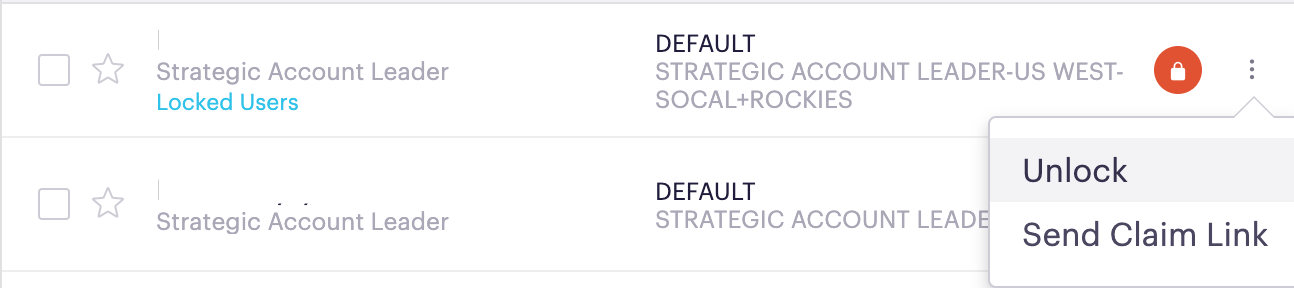 Strategic Account Leader
Locked Users
DEFAULT
STRATEGIC ACCOUNT LEADER-US WEST-
SOCAL+ROCKIES
Unlock
Send Claim Link
Strategic Account Leader
DEFAULT
STRATEGIC ACCOUNT LEADE